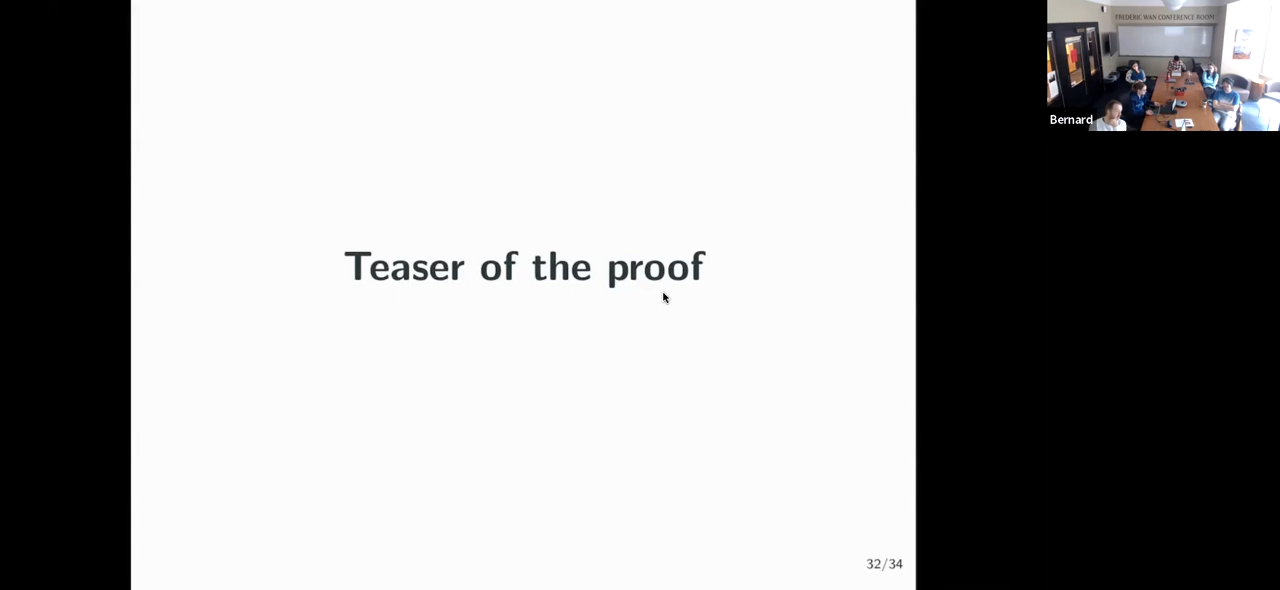 Teaser of the proof
32/34
FREDERIC WAN CONFERENCE ROOM
Bernard